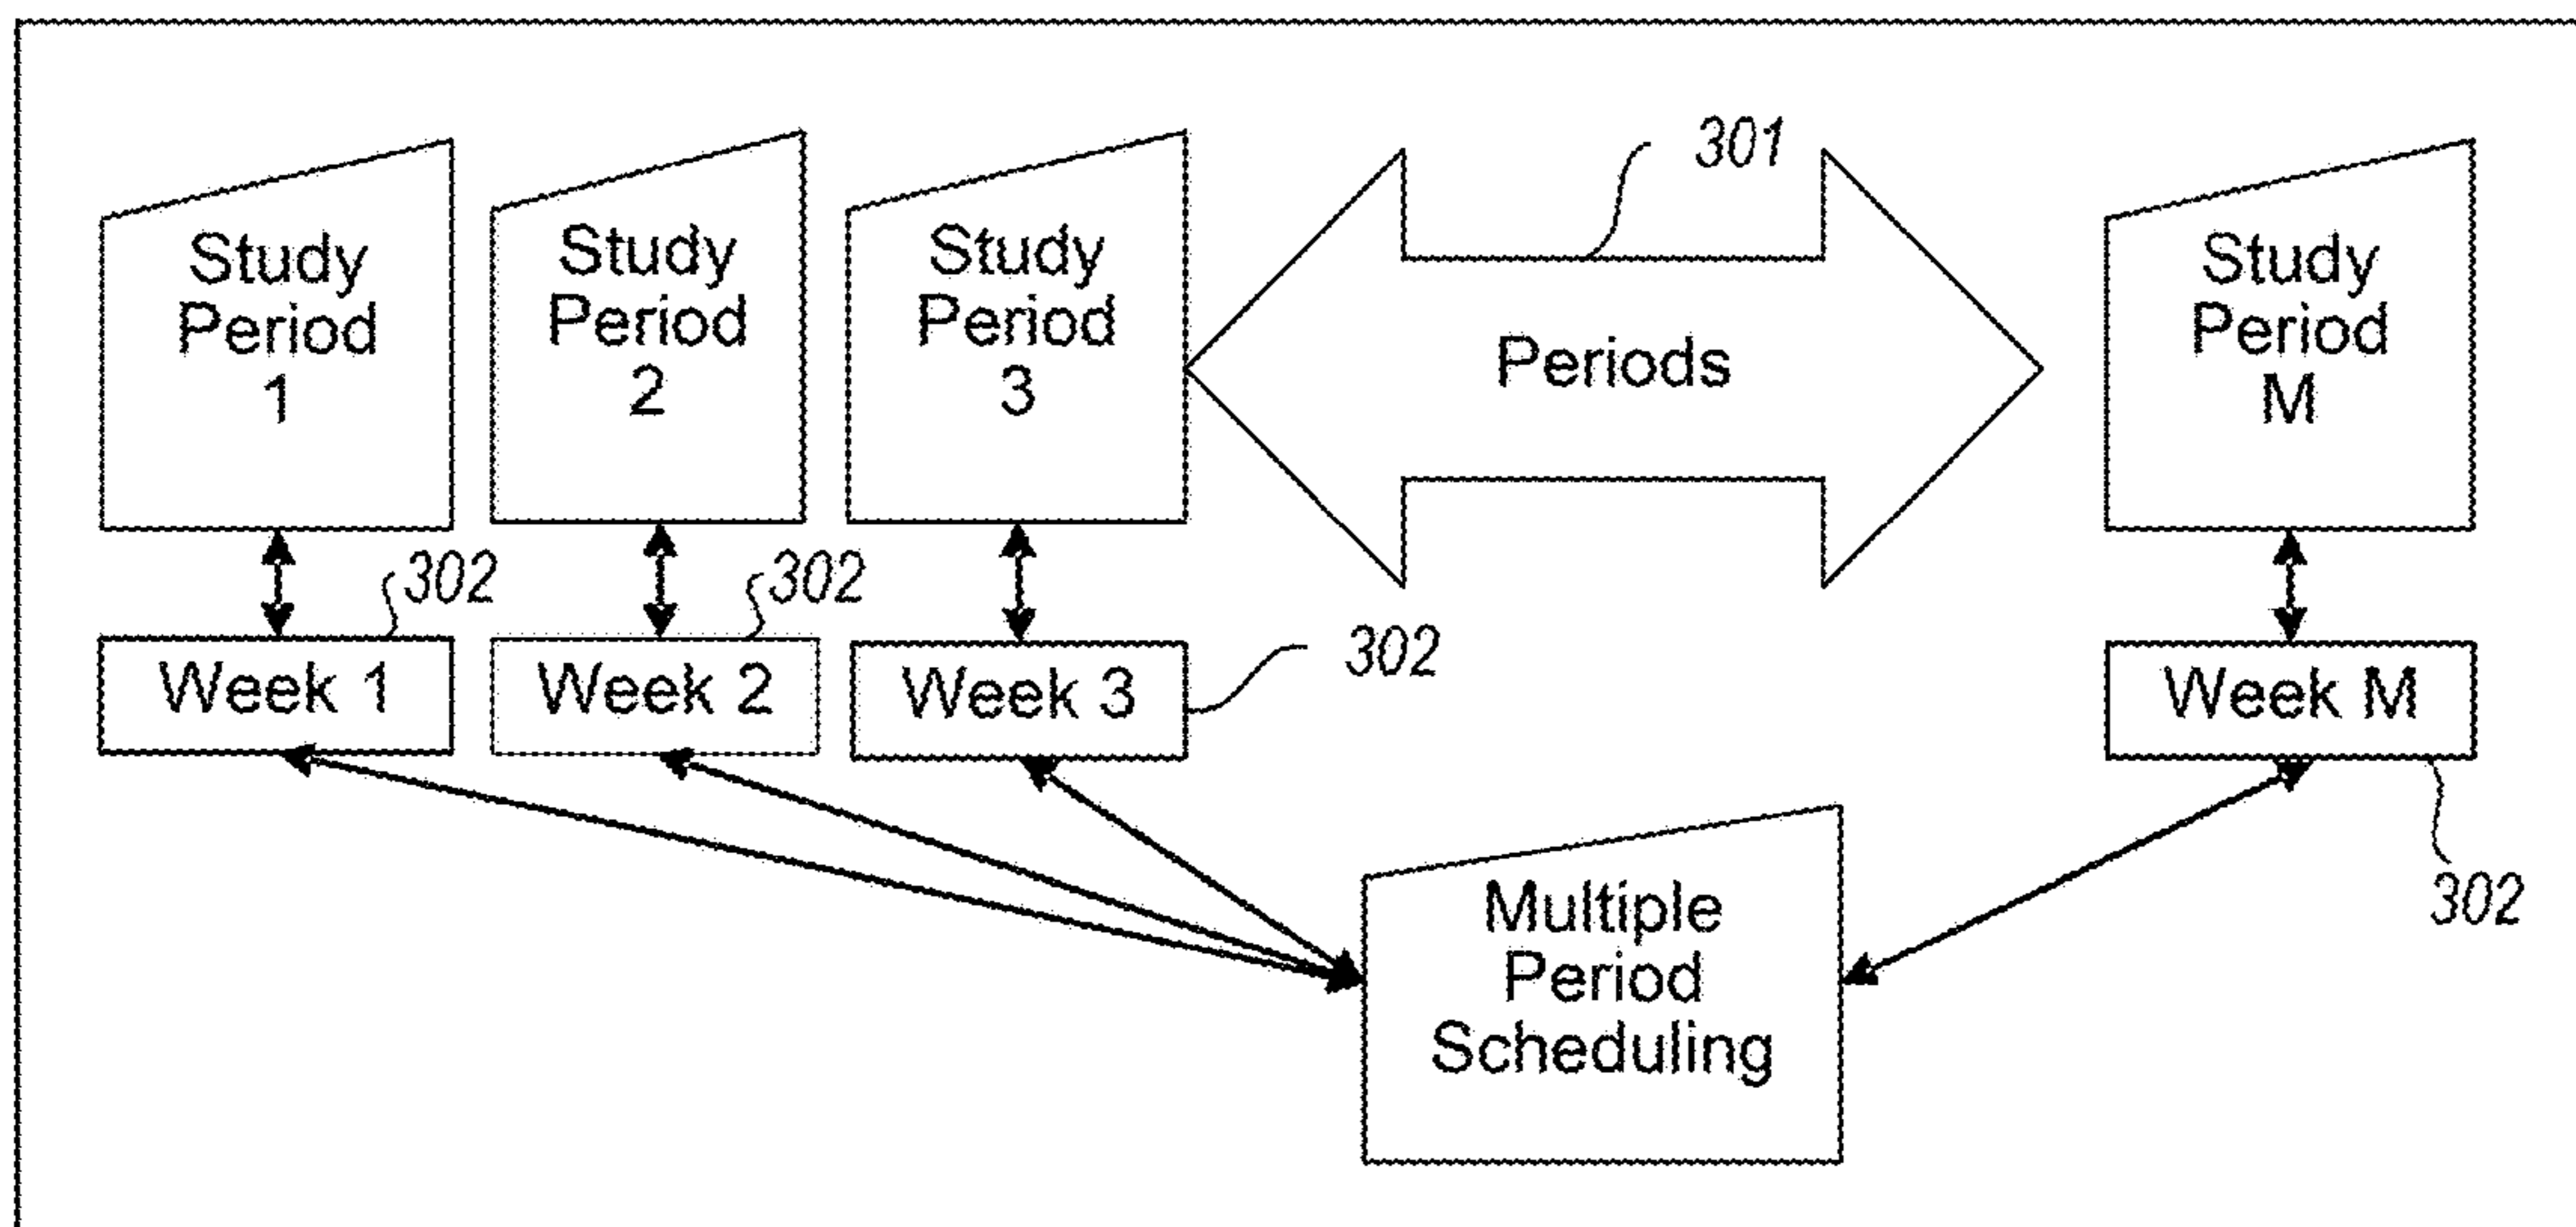 Study
Period
1
Study
Period
2
Study
Period
3
301
Periods
Study
Period
M
302
302
302
Week 1
Week 2
Week 3
Week M
302
Multiple
Period
Scheduling